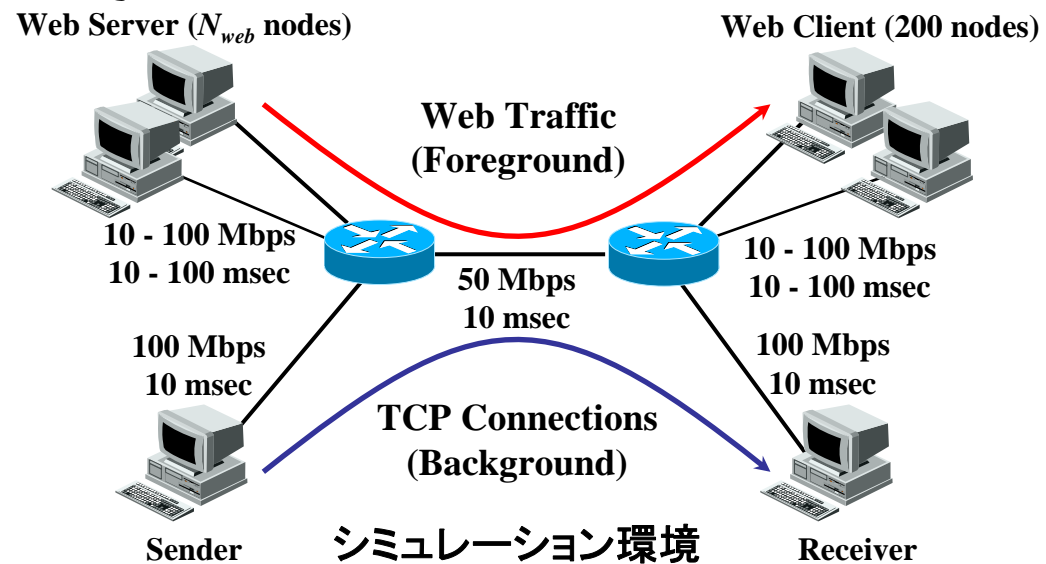 Web Server (N_web nodes)
Web Client (200 nodes)
Web Traffic
(Foreground)
10 - 100 Mbps
10 - 100 msec
50 Mbps
10 msec
10 - 100 Mbps
10 - 100 msec
100 Mbps
10 msec
100 Mbps
10 msec
TCP Connections
(Background)
Sender
シミュレーション環境
Receiver